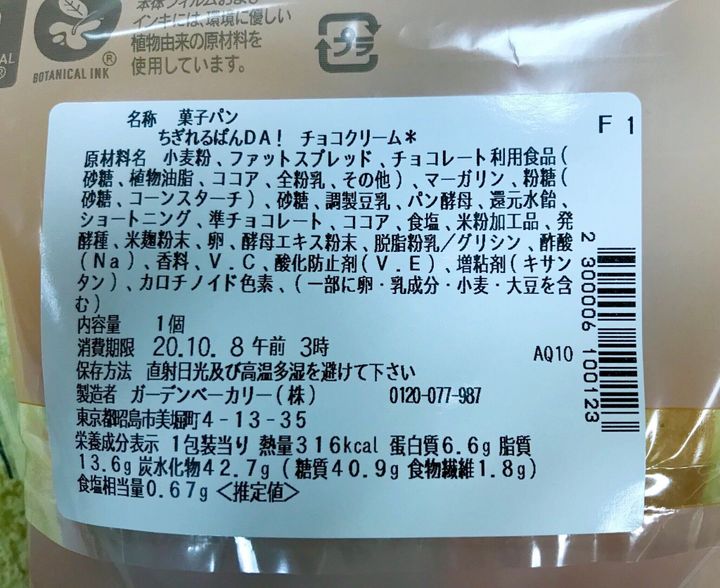 本体フィルムおよび
インキには、環境に優しい
植物由来の原材料を
使用しています。
BOTANICAL INK®
プラ
F 1
名称 菓子パン
ちぎれるぱんDA! チョコクリーム*
原材料名 小麦粉、ファットスプレッド、チョコレート利用食品(
砂糖、植物油脂、ココア、全粉乳、その他)、マーガリン、粉糖(
砂糖、コーンスターチ)、砂糖、調製豆乳、パン酵母、還元水飴、
ショートニング、準チョコレート、ココア、食塩、米粉加工品、発
酵種、米麹粉末、卵、酵母エキス粉末、脱脂粉乳/グリシン、酢酸
(Na)、香料、V.C、酸化防止剤(V.E)、増粘剤(キサン
タン)、カロチノイド色素、(一部に卵・乳成分・小麦・大豆を含
む)
内容量 1個
消費期限 20.10.8午前 3時
保存方法 直射日光及び高温多湿を避けて下さい
製造者 ガーデンベーカリー(株) 0120-077-987
東京都昭島市美堀町4-13-35
栄養成分表示 1包装当り 熱量316kcal 蛋白質6.6g 脂質
13.6g 炭水化物42.7g(糖質40.9g 食物繊維1.8g)
食塩相当量0.67g<推定値>
AQ10
2 300006 100123